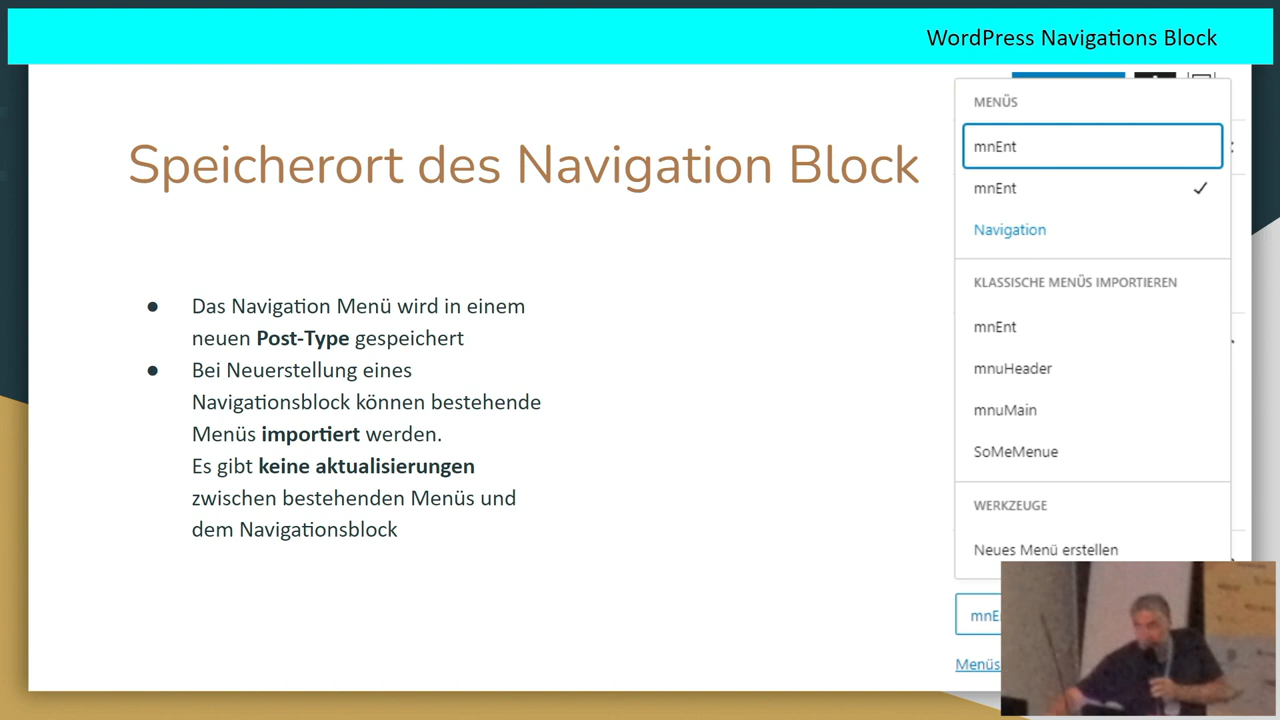 WordPress Navigations Block
Speicherort des Navigation Block
● Das Navigation Menü wird in einem
neuen Post-Type gespeichert
● Bei Neuerstellung eines
Navigationsblock können bestehende
Menüs importiert werden.
Es gibt keine aktualisierungen
zwischen bestehenden Menüs und
dem Navigationsblock
MENÜS
mnEnt
mnEnt
Navigation
KLASSISCHE MENÜS IMPORTIEREN
mnEnt
mnuHeader
mnuMain
SoMeMenue
WERKZEUGE
Neues Menü erstellen
mnE
Menüs